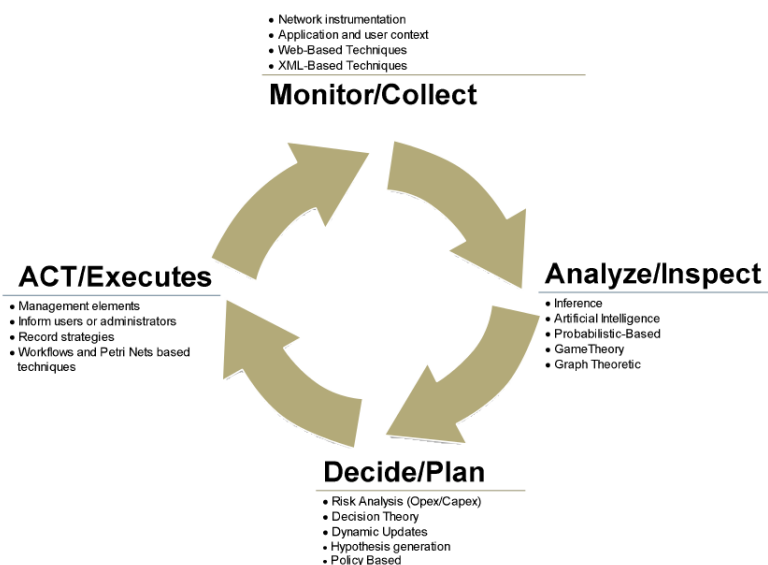 • Network instrumentation
• Application and user context
• Web-Based Techniques
• XML-Based Techniques
Monitor/Collect
Analyze/Inspect
• Inference
• Artificial Intelligence
• Probabilistic-Based
• GameTheory
• Graph Theoretic
Decide/Plan
• Risk Analysis (Opex/Capex)
• Decision Theory
• Dynamic Updates
• Hypothesis generation
• Policy Based
ACT/Executes
• Management elements
• Inform users or administrators
• Record strategies
• Workflows and Petri Nets based
techniques